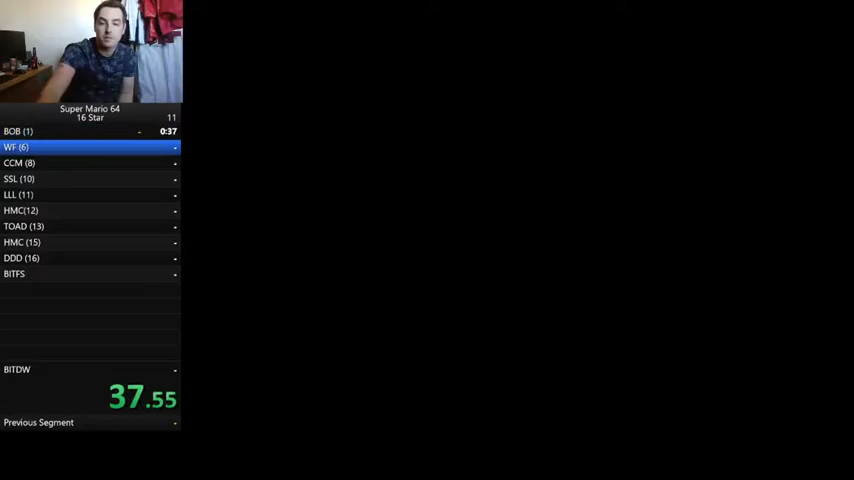 Super Mario 64
16 Star 11
BOB (1) - 0:37
WF (6) -
CCM (8) -
SSL (10) -
LLL (11) -
HMC(12) -
TOAD (13) -
HMC (15) -
DDD (16) -
BITFS -
BITDW -
37.55
Previous Segment -